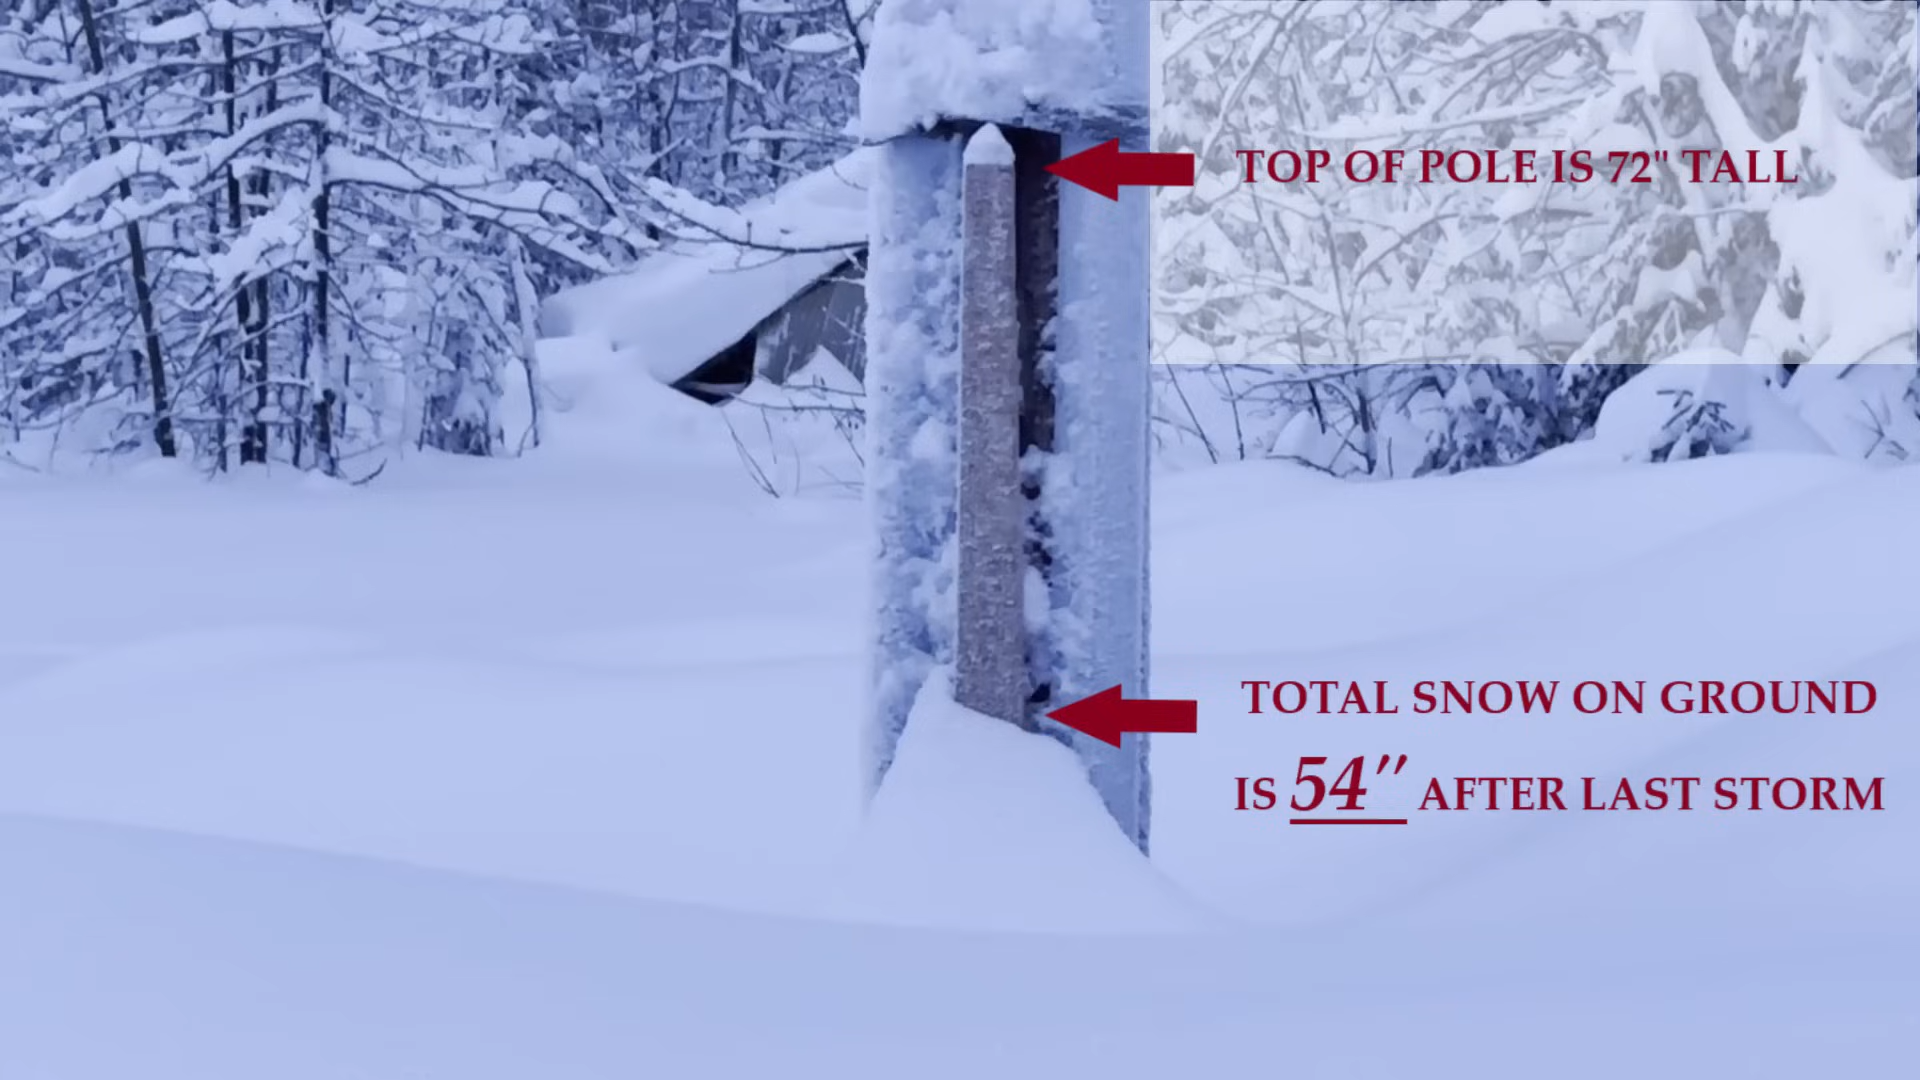 TOP OF POLE IS 72" TALL
TOTAL SNOW ON GROUND
IS 54" AFTER LAST STORM